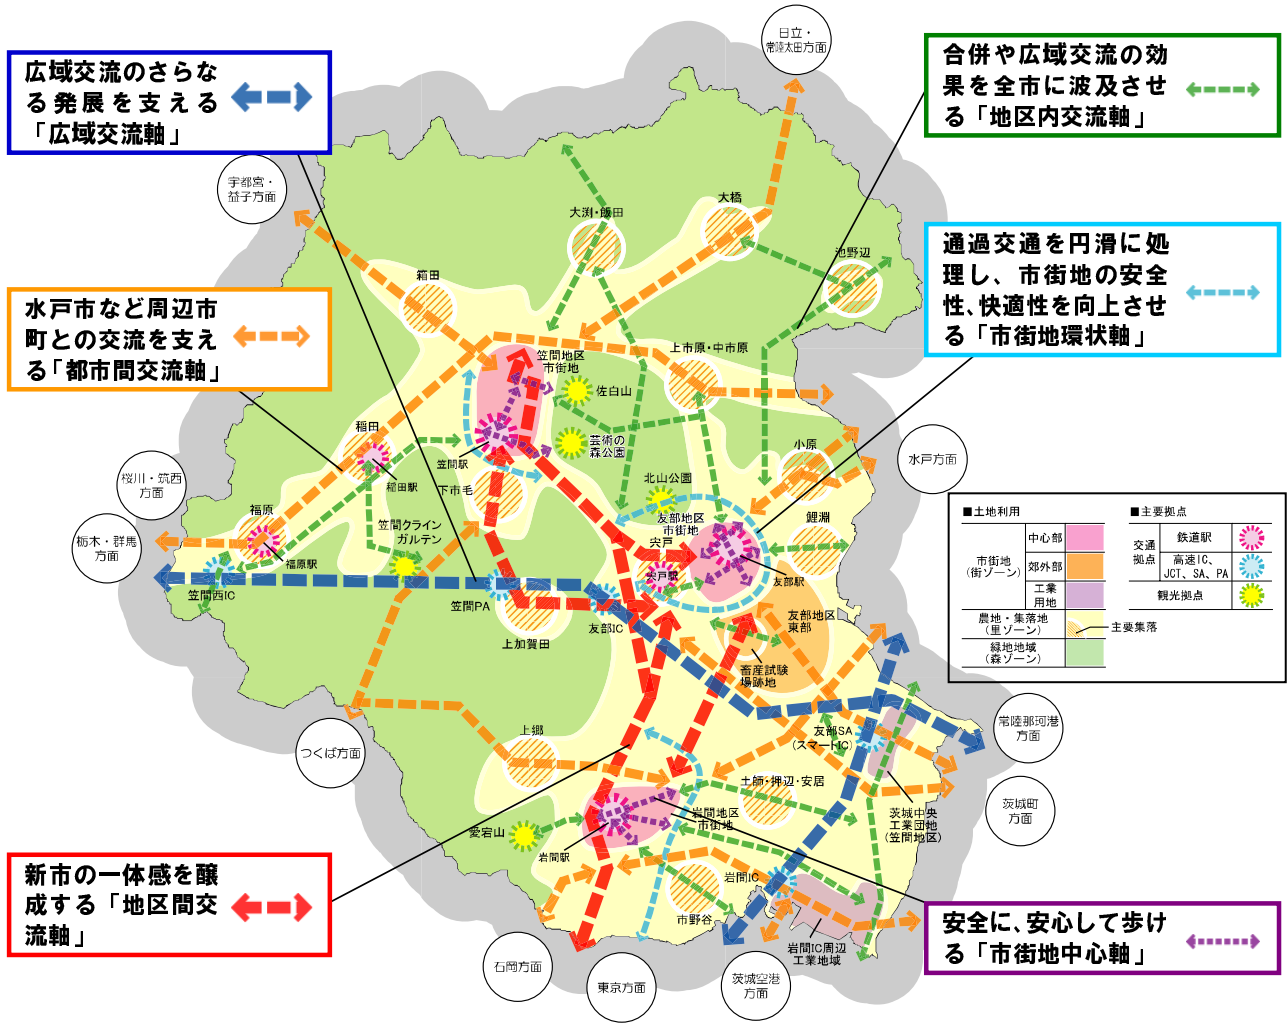 広域交流のさらな
る発展を支える
「広域交流軸」
水戸市など周辺市
町との交流を支え
る「都市間交流軸」
新市の一体感を醸
成する「地区間交
流軸」
合併や広域交流の効
果を全市に波及させ
る「地区内交流軸」
通過交通を円滑に処
理し、市街地の安全
性、快適性を向上させ
る「市街地環状軸」
安全に、安心して歩け
る「市街地中心軸」
日立・
常陸太田方面
宇都宮・
益子方面
桜川・筑西
方面
栃木・群馬
方面
つくば方面
石岡方面
東京方面
茨城空港
方面
茨城町
方面
常陸那珂港
方面
水戸方面
大渕・飯田
大橋
池野辺
箱田
上市原・中市原
笠間地区
市街地
佐白山
芸術の
森公園
稲田
稲田駅
笠間駅
下市毛
小原
北山公園
友部地区
市街地
宍戸
宍戸駅
友部駅
鯉淵
福原
福原駅
笠間クライン
ガルテン
笠間西IC
笠間PA
上加賀田
友部IC
友部地区
東部
畜産試験
場跡地
友部SA
(スマートIC)
上郷
土師・押辺・安居
茨城中央
工業団地
(笠間地区)
愛宕山
岩間駅
岩間地区
市街地
岩間IC
市野谷
岩間IC周辺
工業地域
■土地利用
市街地
(街ゾーン)
中心部
郊外部
工業
用地
農地・集落地
(里ゾーン)
主要集落
緑地地域
(森ゾーン)
■主要拠点
交通
拠点
鉄道駅
高速IC、
JCT、SA、PA
観光拠点